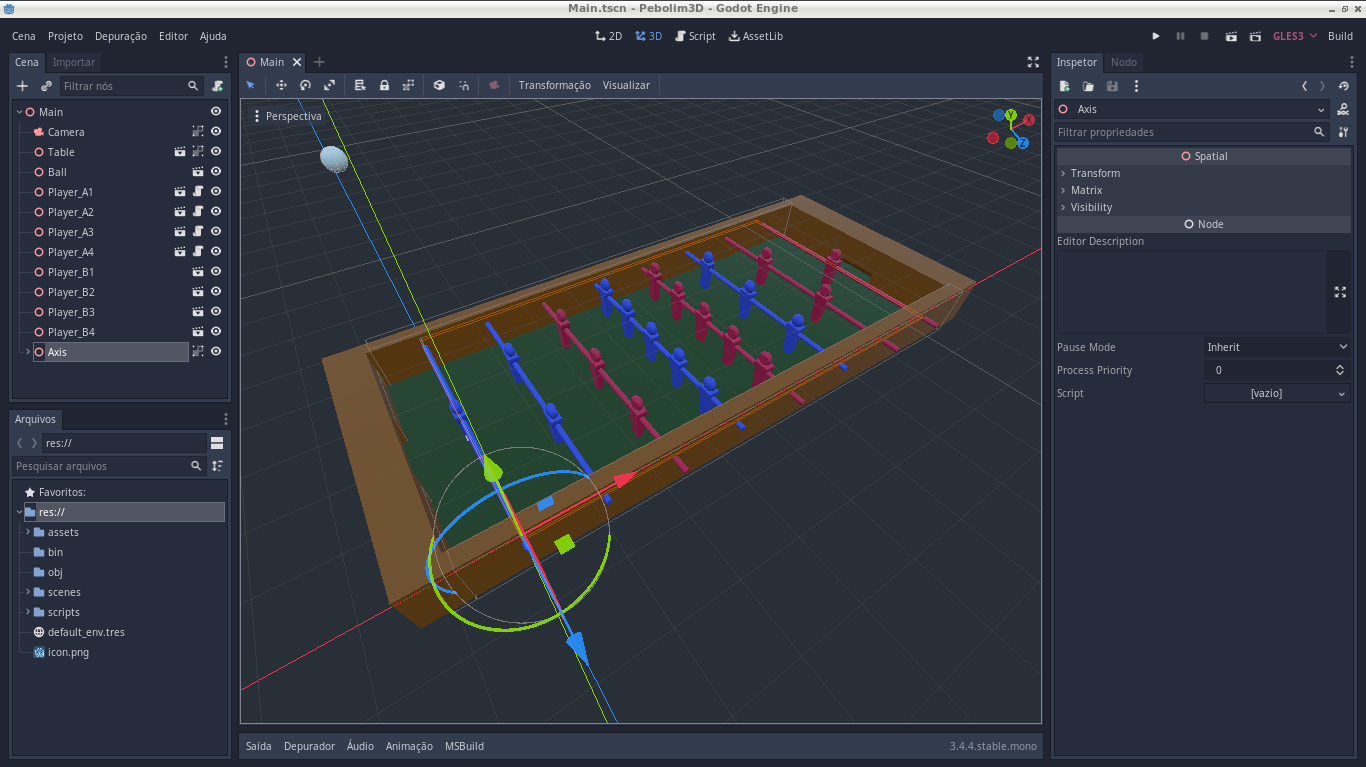 Main.tscn - Pebolim3D - Godot Engine
Cena Projeto Depuração Editor Ajuda
2D 3D Script AssetLib
GLES3 Build
Cena Importar
Filtrar nós
Main
Camera
Table
Ball
Player_A1
Player_A2
Player_A3
Player_A4
Player_B1
Player_B2
Player_B3
Player_B4
Axis
Arquivos
res://
Pesquisar arquivos
Favoritos:
res://
assets
bin
obj
scenes
scripts
default_env.tres
icon.png
Main
Transformação Visualizar
Perspectiva
Y
X
Z
Saída Depurador Áudio Animação MSBuild
3.4.4.stable.mono
Inspetor Nodo
Axis
Filtrar propriedades
Spatial
Transform
Matrix
Visibility
Node
Editor Description
Pause Mode Inherit
Process Priority 0
Script [vazio]